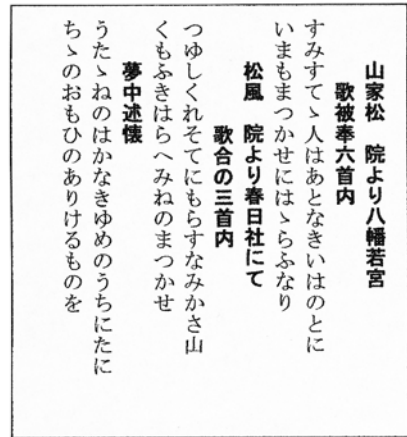 山家松　院より八幡若宮
歌被奉六首内
すみすてゝ人はあとなきいはのとに
いまもまつかせにはゝらふなり
松風　院より春日社にて
歌合の三首内
つゆしくれそてにもらすなみかさ山
くもふきはらへみねのまつかせ
夢中述懐
うたゝねのはかなきゆめのうちにたに
ちゝのおもひのありけるものを